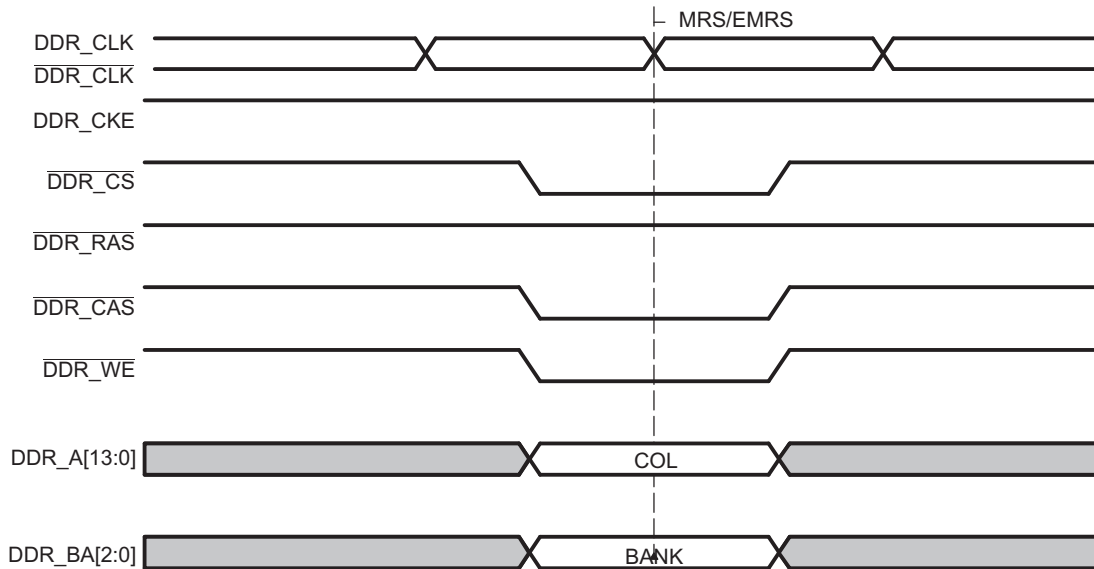 MRS/EMRS
DDR_CLK
DDR_CLK
DDR_CKE
DDR_CS
DDR_RAS
DDR_CAS
DDR_WE
DDR_A[13:0]
COL
DDR_BA[2:0]
BANK